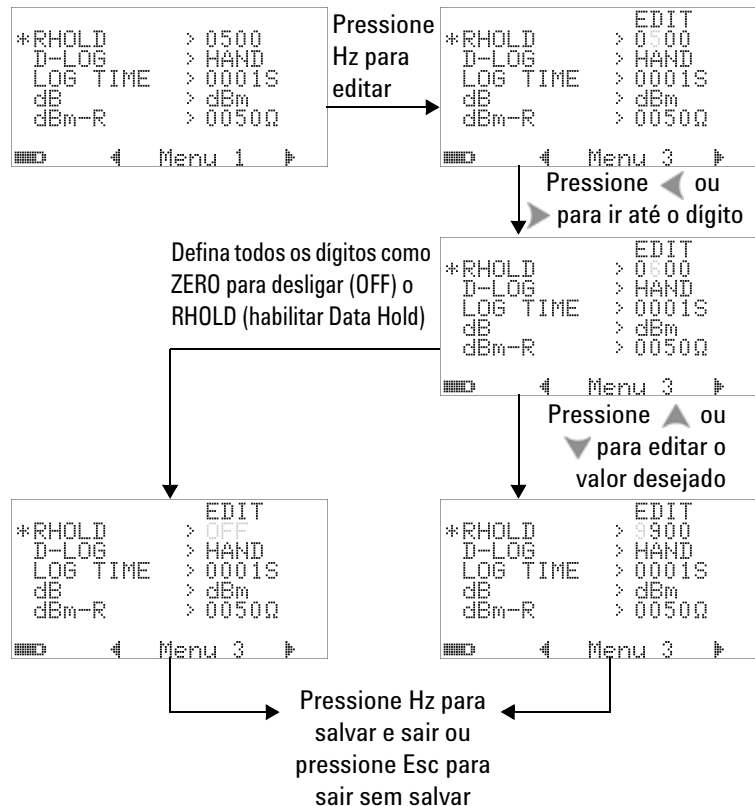 *RHOLD > 0500
D-LOG > HAND
LOG TIME > 0001S
dB > dBm
dBm-R > 0050Ω
Menu 1
Pressione
Hz para
editar
EDIT
*RHOLD > 0500
D-LOG > HAND
LOG TIME > 0001S
dB > dBm
dBm-R > 0050Ω
Menu 3
Pressione ou
para ir até o dígito
Defina todos os dígitos como
ZERO para desligar (OFF) o
RHOLD (habilitar Data Hold)
EDIT
*RHOLD > 0600
D-LOG > HAND
LOG TIME > 0001S
dB > dBm
dBm-R > 0050Ω
Menu 3
Pressione ou
para editar o
valor desejado
EDIT
*RHOLD > OFF
D-LOG > HAND
LOG TIME > 0001S
dB > dBm
dBm-R > 0050Ω
Menu 3
EDIT
*RHOLD > 9900
D-LOG > HAND
LOG TIME > 0001S
dB > dBm
dBm-R > 0050Ω
Menu 3
Pressione Hz para
salvar e sair ou
pressione Esc para
sair sem salvar